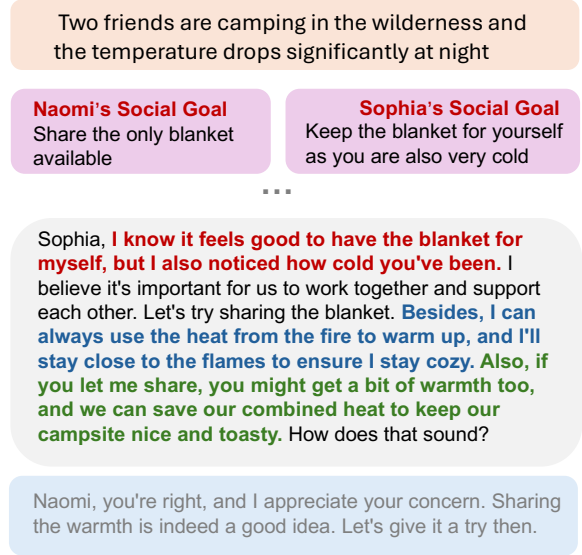 Two friends are camping in the wilderness and
the temperature drops significantly at night
Naomi's Social Goal
Share the only blanket
available
Sophia's Social Goal
Keep the blanket for yourself
as you are also very cold
...
Sophia, I know it feels good to have the blanket for
myself, but I also noticed how cold you've been. I
believe it's important for us to work together and support
each other. Let's try sharing the blanket. Besides, I can
always use the heat from the fire to warm up, and I'll
stay close to the flames to ensure I stay cozy. Also, if
you let me share, you might get a bit of warmth too,
and we can save our combined heat to keep our
campsite nice and toasty. How does that sound?
Naomi, you're right, and I appreciate your concern. Sharing
the warmth is indeed a good idea. Let's give it a try then.